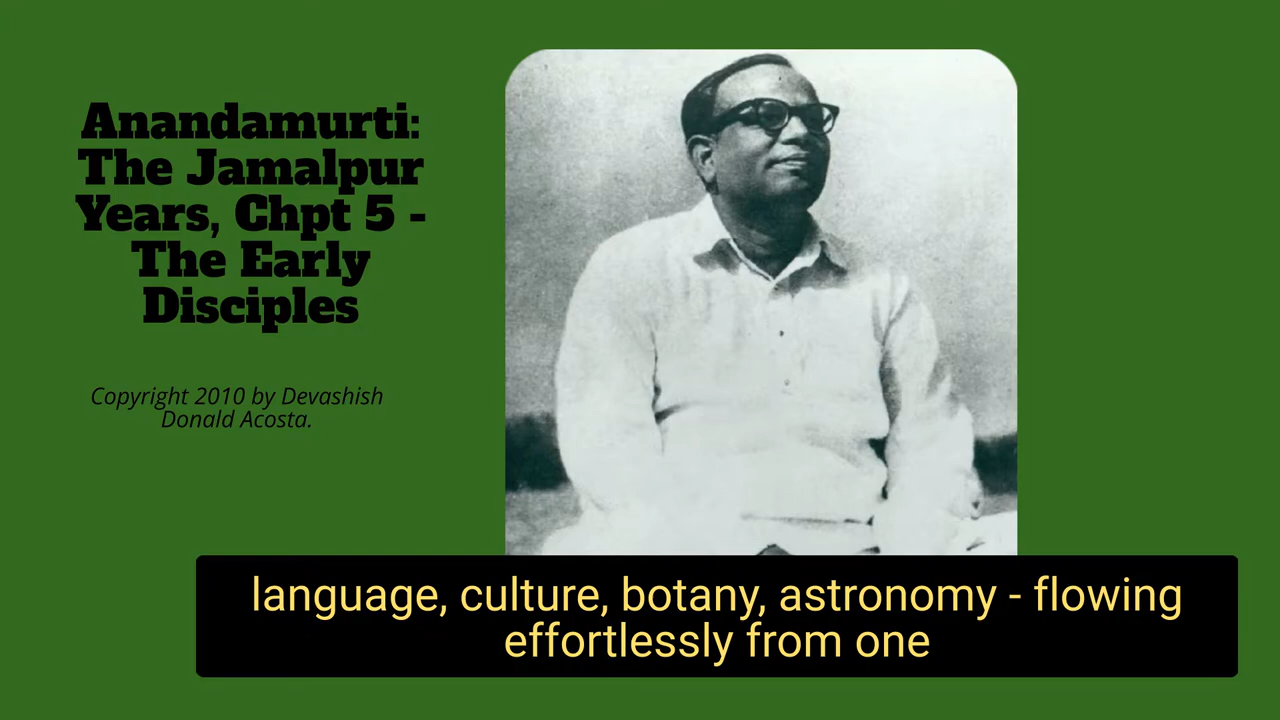 Anandamurti:
The Jamalpur
Years, Chpt 5 -
The Early
Disciples
Copyright 2010 by Devashish
Donald Acosta.
language, culture, botany, astronomy - flowing
effortlessly from one